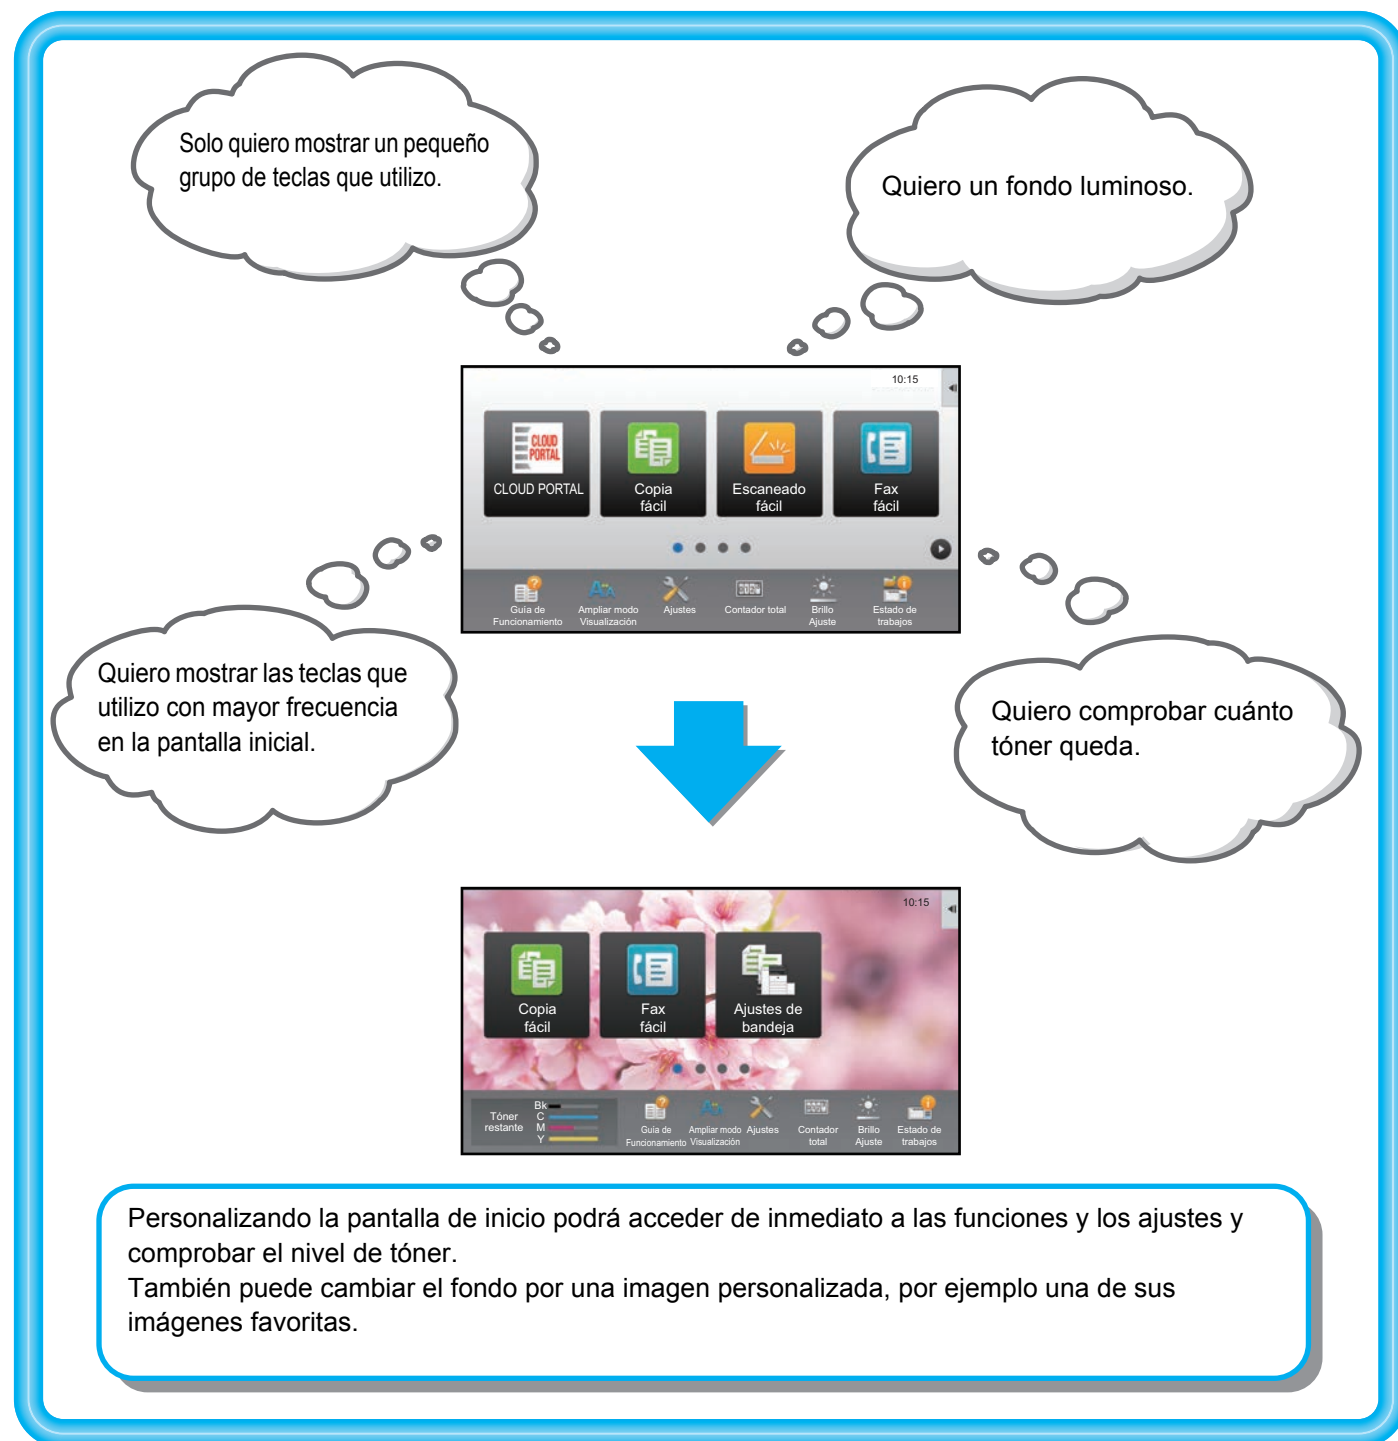 Solo quiero mostrar un pequeño
grupo de teclas que utilizo.
Quiero un fondo luminoso.
10:15
CLOUD
PORTAL
CLOUD PORTAL
Copia
fácil
Escaneado
fácil
Fax
fácil
Guía de
Funcionamiento
Ampliar modo
Visualización
Ajustes
Contador total
Brillo
Ajuste
Estado de
trabajos
Quiero mostrar las teclas que
utilizo con mayor frecuencia
en la pantalla inicial.
Quiero comprobar cuánto
tóner queda.
10:15
Copia
fácil
Fax
fácil
Ajustes de
bandeja
Tóner
restante
Bk
C
M
Y
Guia de
Funcionamiento
Ampliar modo
Visualización
Ajustes
Contador
total
Brillo
Ajuste
Estado de
trabajos
Personalizando la pantalla de inicio podrá acceder de inmediato a las funciones y los ajustes y
comprobar el nivel de tóner.
También puede cambiar el fondo por una imagen personalizada, por ejemplo una de sus
imágenes favoritas.